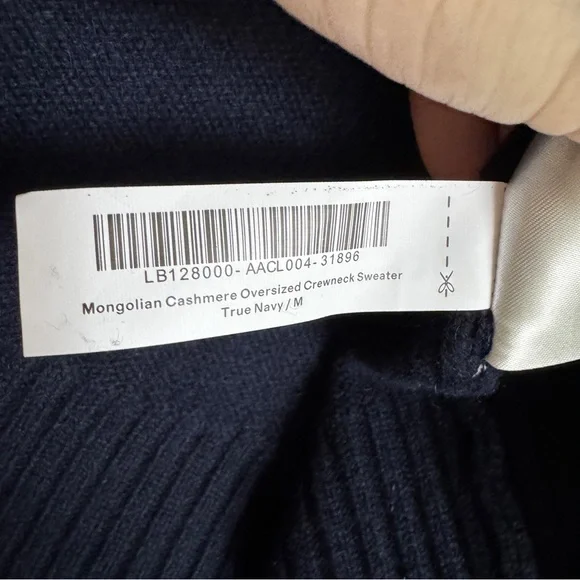 LB128000-AACL004-31896
Mongolian Cashmere Oversized Crewneck Sweater
True Navy / M